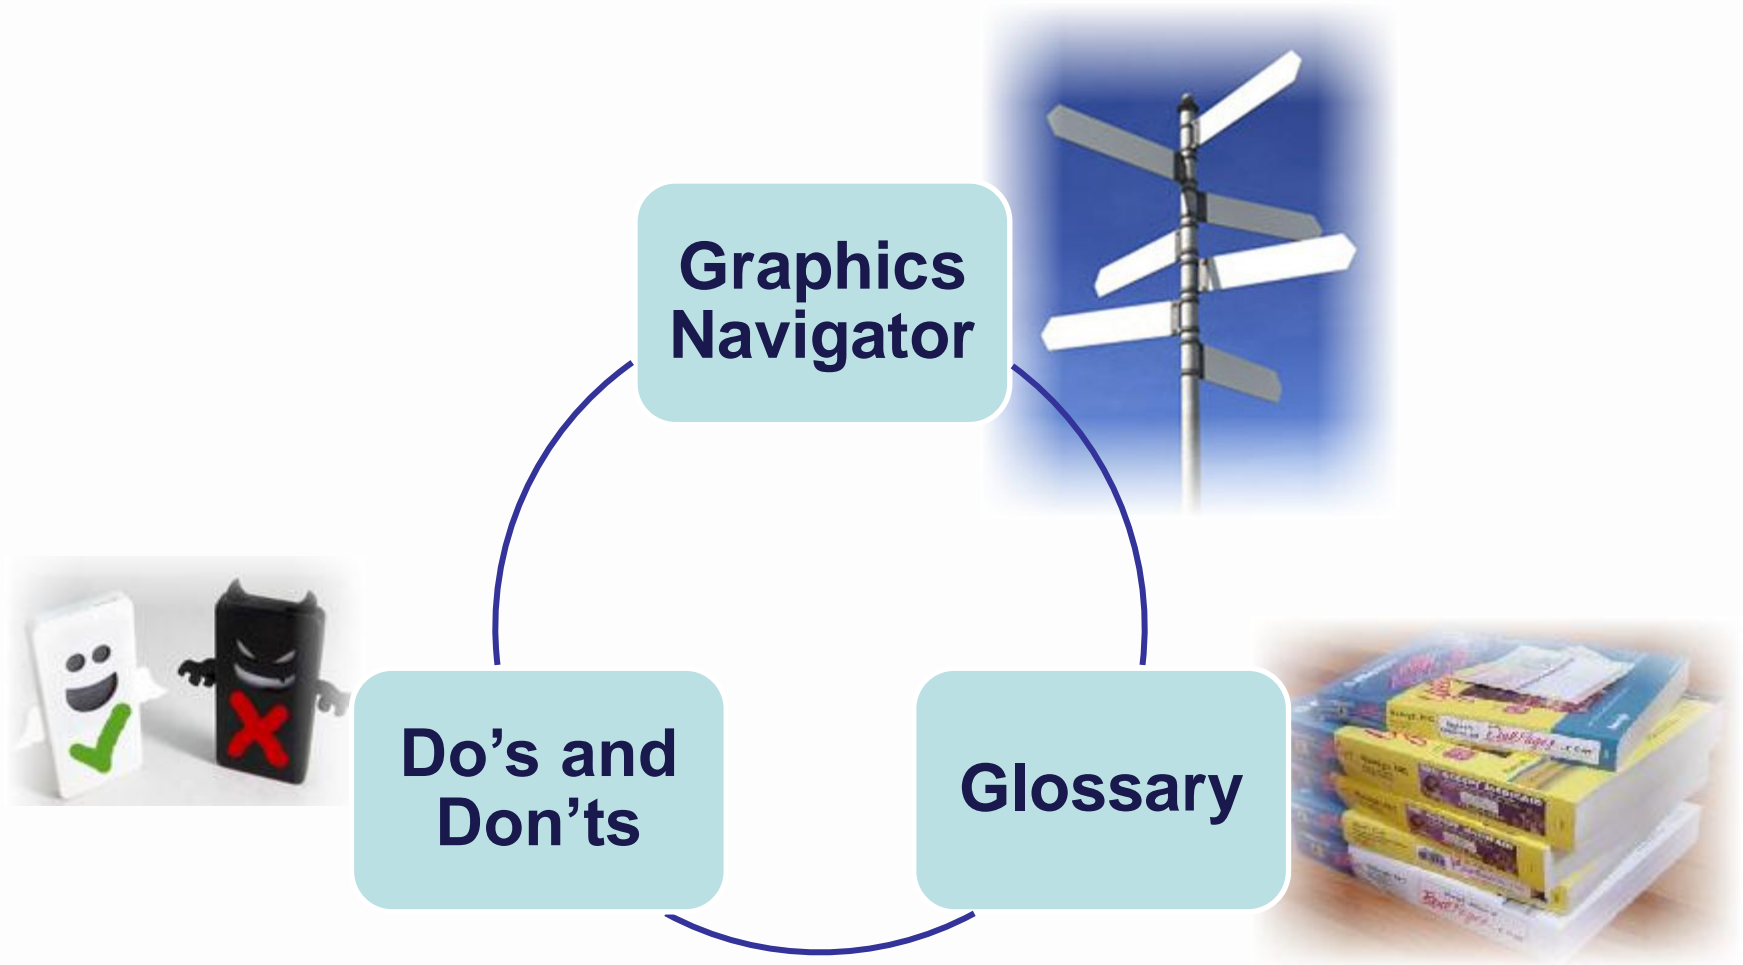 Graphics
Navigator
Do’s and
Don’ts
Glossary